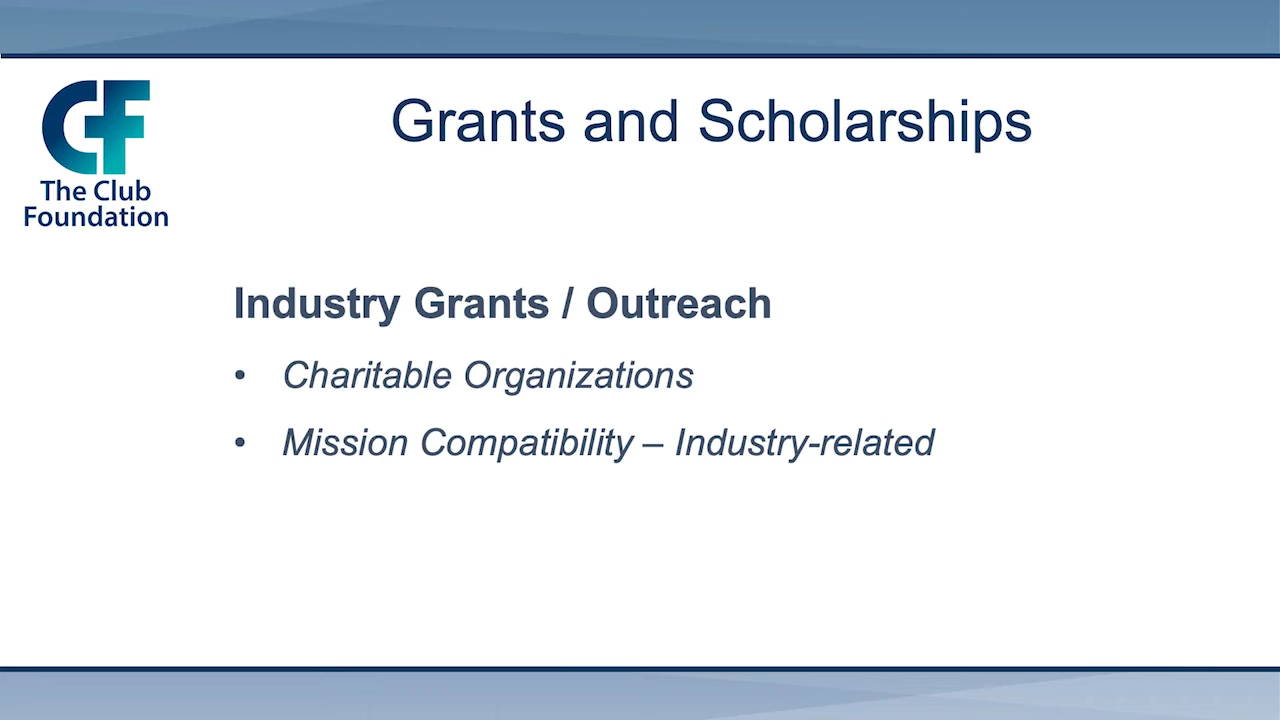 CF
The Club
Foundation
Grants and Scholarships
Industry Grants / Outreach
• Charitable Organizations
• Mission Compatibility – Industry-related